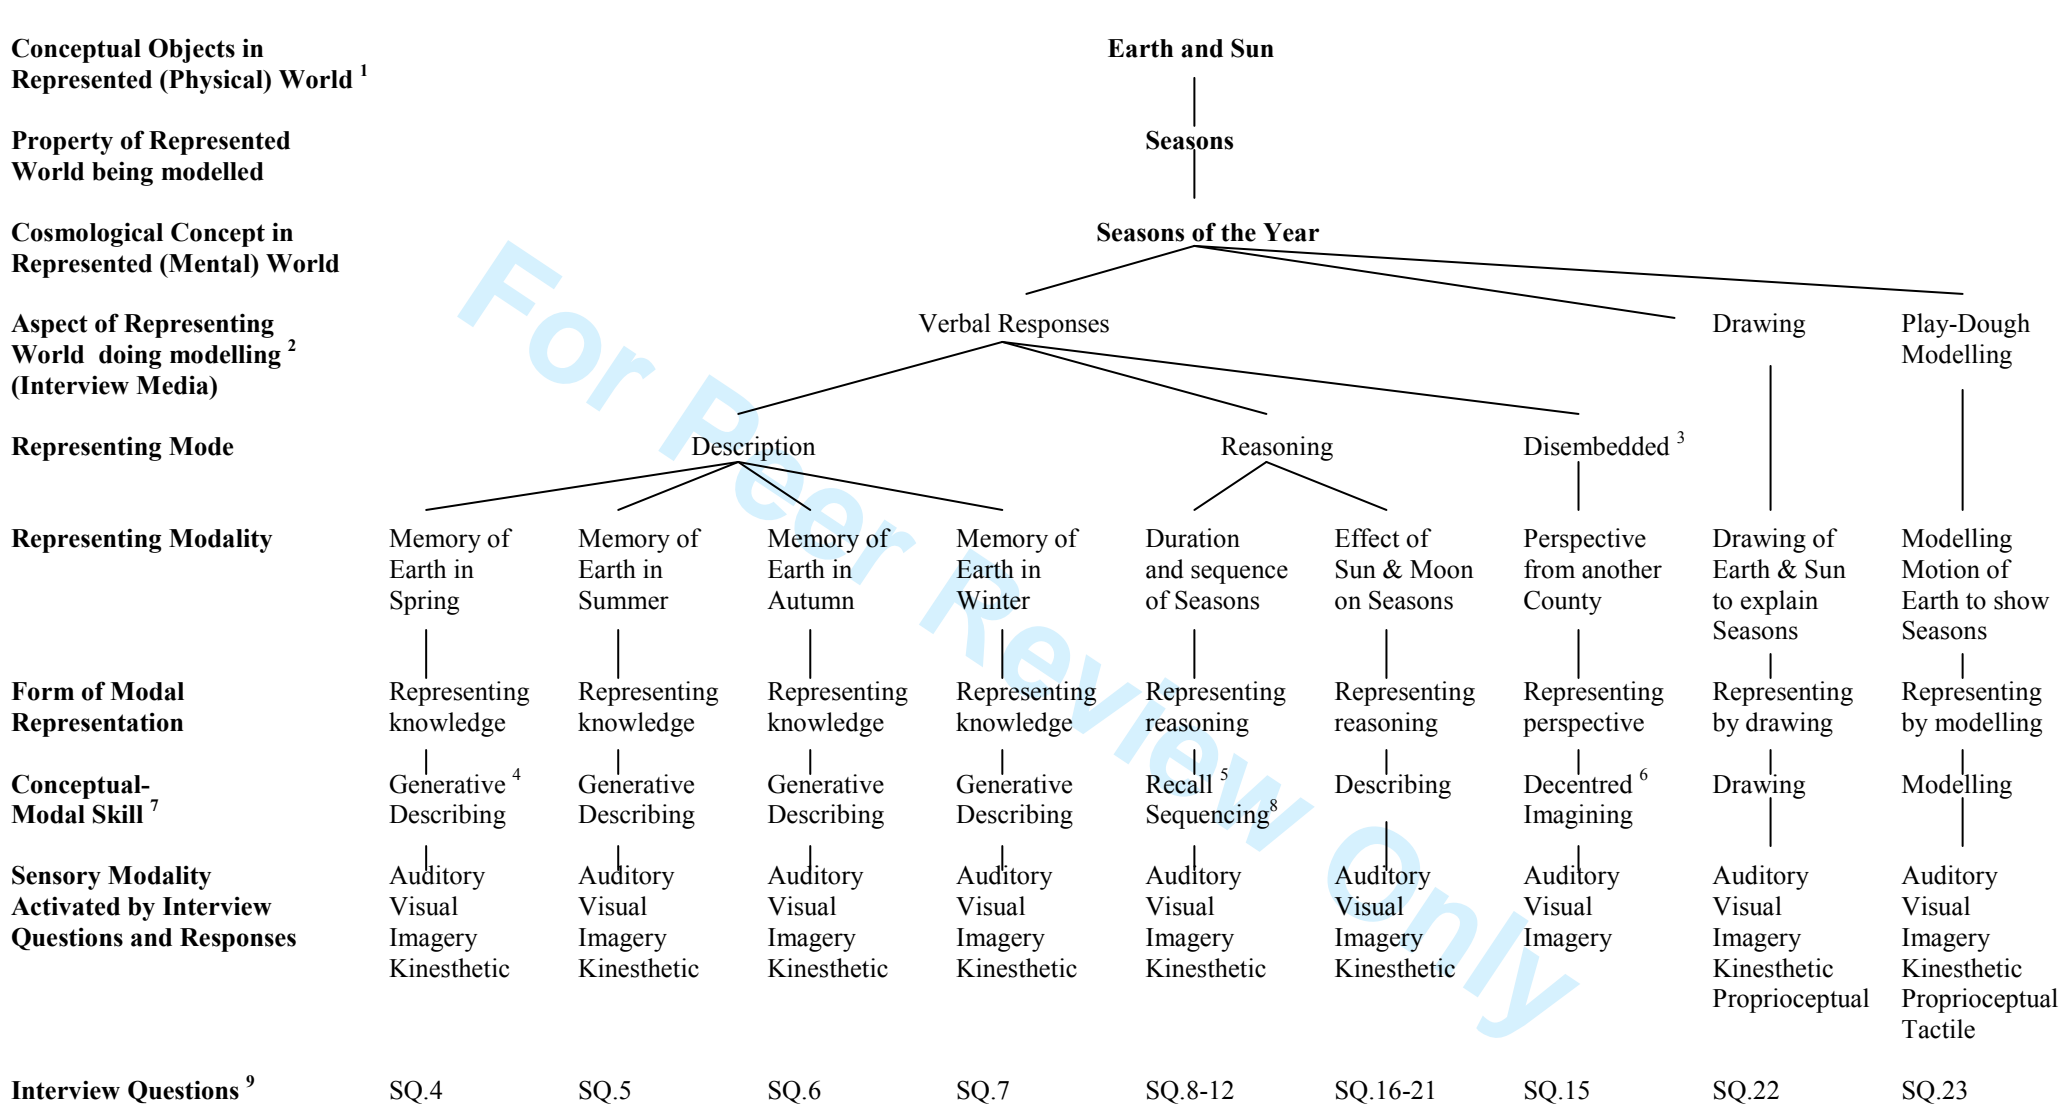 Conceptual Objects in Earth and Sun
Represented (Physical) World 1
Property of Represented Seasons
World being modelled
Cosmological Concept in Seasons of the Year
Represented (Mental) World
Aspect of Representing Verbal Responses Drawing Play-Dough
World doing modelling 2 Modelling
(Interview Media)
Representing Mode Description Reasoning Disembedded 3
Representing Modality Memory of Memory of Memory of Memory of Duration Effect of Perspective Drawing of Modelling
Earth in Earth in Earth in Earth in and sequence Sun & Moon from another Earth & Sun Motion of
Spring Summer Autumn Winter of Seasons on Seasons County to explain Earth to show
Seasons Seasons
Form of Modal Representing Representing Representing Representing Representing Representing Representing Representing Representing
Representation knowledge knowledge knowledge knowledge reasoning reasoning perspective by drawing by modelling
Conceptual- Generative 4 Generative Generative Generative Recall 5 Describing Decentred 6 Drawing Modelling
Modal Skill 7 Describing Describing Describing Describing Sequencing8 Imagining
Sensory Modality Auditory Auditory Auditory Auditory Auditory Auditory Auditory Auditory Auditory
Activated by Interview Visual Visual Visual Visual Visual Visual Visual Visual Visual
Questions and Responses Imagery Imagery Imagery Imagery Imagery Imagery Imagery Imagery Imagery
Kinesthetic Kinesthetic Kinesthetic Kinesthetic Kinesthetic Kinesthetic Kinesthetic Kinesthetic
Proprioceptual Proprioceptual
Tactile
Interview Questions 9 SQ.4 SQ.5 SQ.6 SQ.7 SQ.8-12 SQ.16-21 SQ.15 SQ.22 SQ.23
For Peer Review Only